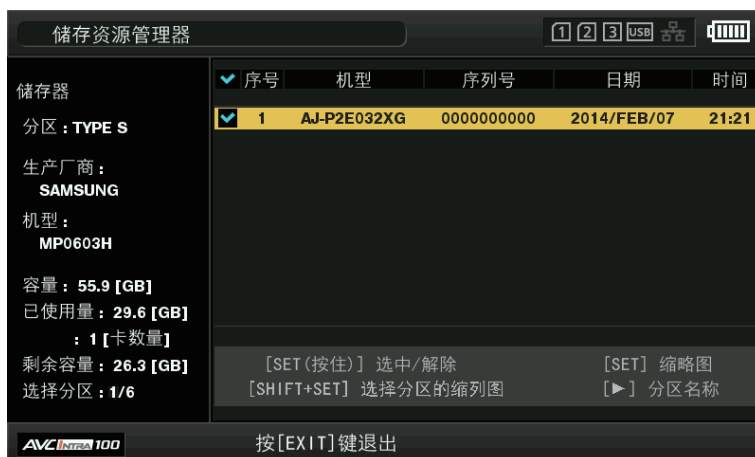 储存资源管理器
1 2 3 USB
储存器
分区：TYPE S
生产厂商：
SAMSUNG
机型：
MP0603H
容量：55.9 [GB]
已使用量：29.6 [GB]
：1 [卡数量]
剩余容量：26.3 [GB]
选择分区：1/6
序号 机型 序列号 日期 时间
1 AJ-P2E032XG 0000000000 2014/FEB/07 21:21
[SET(按住)] 选中/解除 [SET] 缩略图
[SHIFT+SET] 选择分区的缩列图 [▶] 分区名称
AVC INTRA 100 按[EXIT]键退出